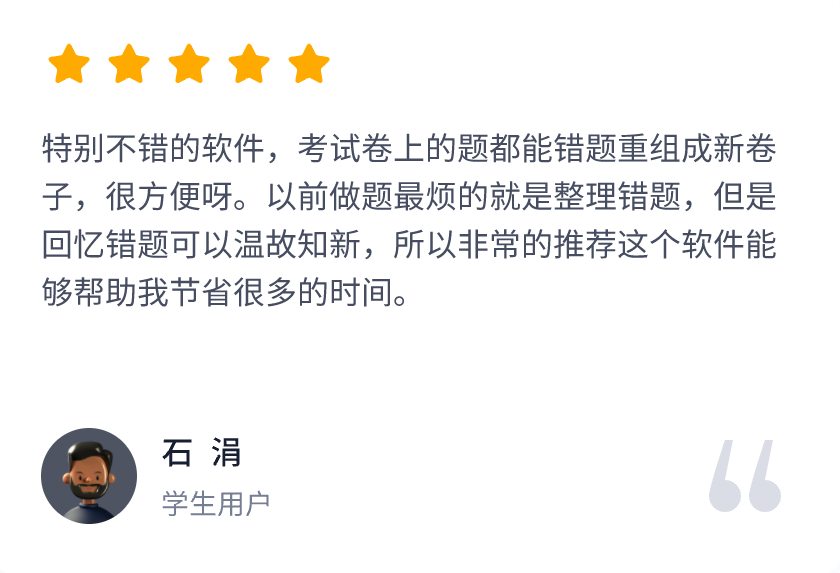 特别不错的软件，考试卷上的题都能错题重组成新卷
子，很方便呀。以前做题最烦的就是整理错题，但是
回忆错题可以温故知新，所以非常的推荐这个软件能
够帮助我节省很多的时间。
石 涓
学生用户